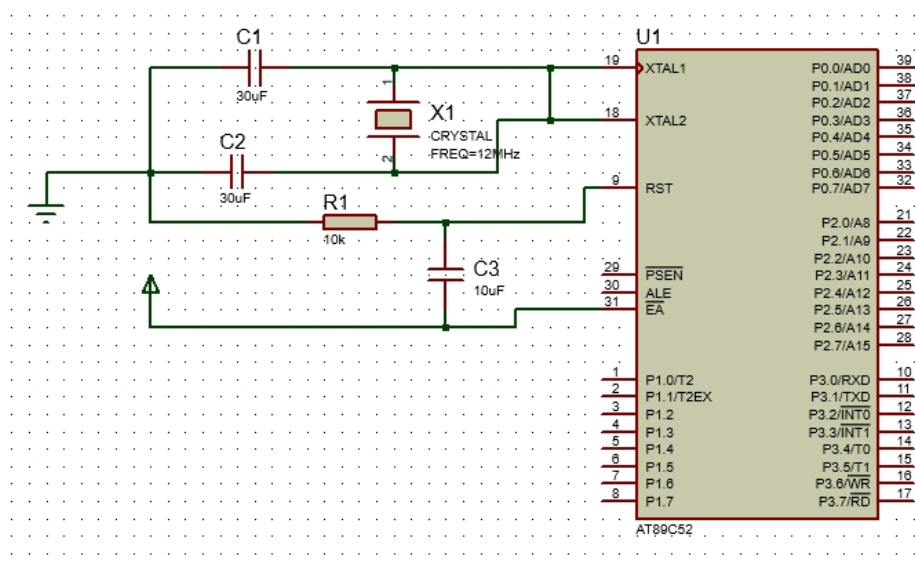 C1
30uF
1
X1
CRYSTAL
FREQ=12MHz
2
C2
30uF
R1
10k
C3
10uF
U1
19 XTAL1 P0.0/AD0 39
P0.1/AD1 38
P0.2/AD2 37
18 XTAL2 P0.3/AD3 36
P0.4/AD4 35
P0.5/AD5 34
P0.6/AD6 33
9 RST P0.7/AD7 32
P2.0/A8 21
P2.1/A9 22
P2.2/A10 23
29 PSEN P2.3/A11 24
30 ALE P2.4/A12 25
31 EA P2.5/A13 26
P2.6/A14 27
P2.7/A15 28
1 P1.0/T2 P3.0/RXD 10
2 P1.1/T2EX P3.1/TXD 11
3 P1.2 P3.2/INT0 12
4 P1.3 P3.3/INT1 13
5 P1.4 P3.4/T0 14
6 P1.5 P3.5/T1 15
7 P1.6 P3.6/WR 16
8 P1.7 P3.7/RD 17
AT89C52